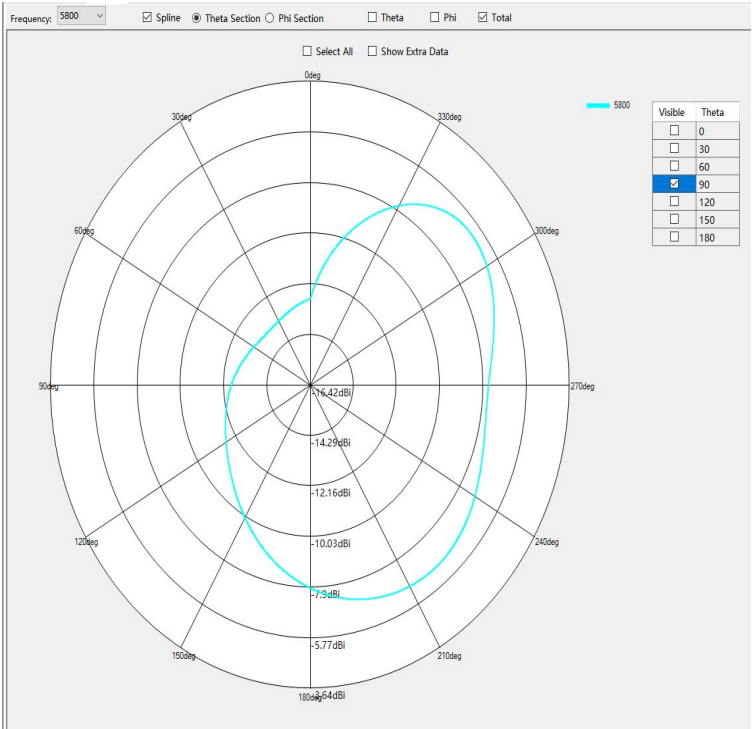 Frequency: 5800 Spline Theta Section Phi Section Theta Phi Total
Select All Show Extra Data
0deg
30deg
330deg
5800
Visible Theta
0
30
60
90
120
150
180
60deg
300deg
90deg
270deg
-16.42dBi
-14.29dBi
-12.16dBi
120deg
240deg
-10.03dBi
-7.9dBi
-5.77dBi
150deg
210deg
180deg
-3.64dBi